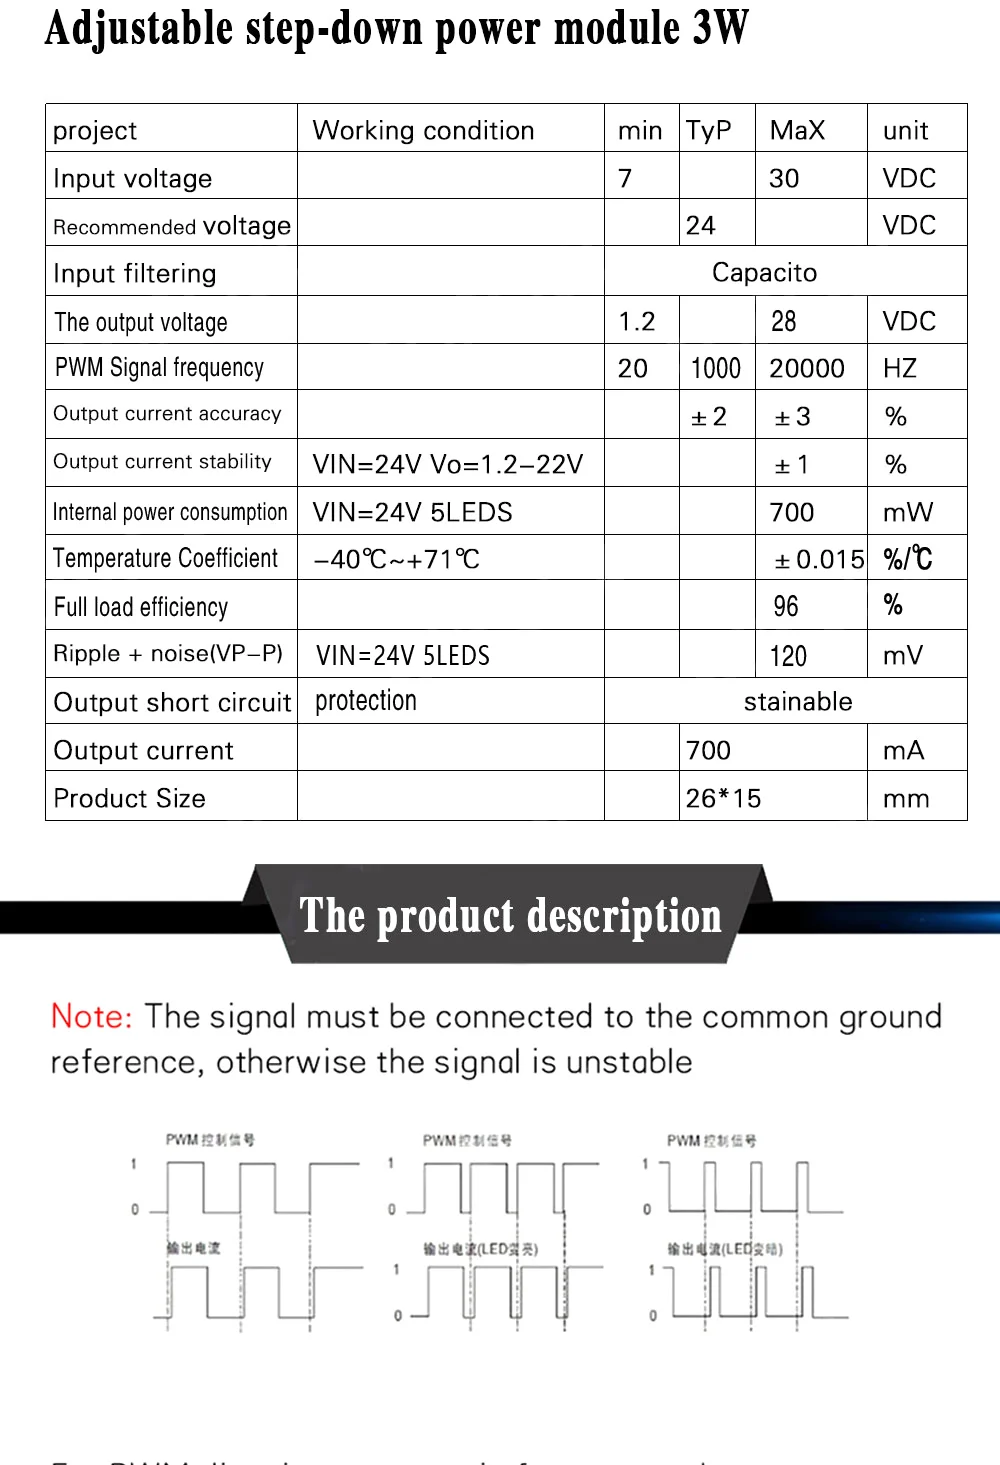 Adjustable step-down power module 3W
project Working condition min TyP MaX unit
Input voltage 7 30 VDC
Recommended voltage 24 VDC
Input filtering Capacito
The output voltage 1.2 28 VDC
PWM Signal frequency 20 1000 20000 HZ
Output current accuracy ±2 ±3 %
Output current stability VIN=24V Vo=1.2-22V ±1 %
Internal power consumption VIN=24V 5LEDS 700 mW
Temperature Coefficient -40℃~+71℃ ±0.015 %/℃
Full load efficiency 96 %
Ripple + noise(VP-P) VIN=24V 5LEDS 120 mV
Output short circuit protection stainable
Output current 700 mA
Product Size 26*15 mm
The product description
Note: The signal must be connected to the common ground
reference, otherwise the signal is unstable
PWM控制信号 PWM控制信号 PWM控制信号
1 1 1
0 0 0
输出电流 输出电流(LED变亮) 输出电流(LED变暗)
1 1
0 0